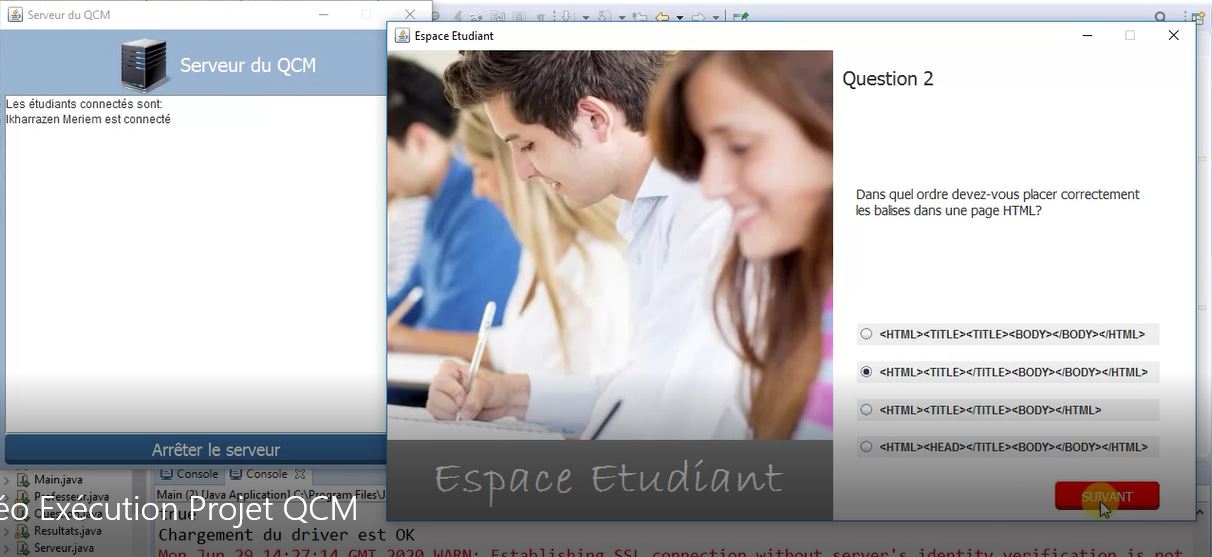 Serveur du QCM
Serveur du QCM
Les étudiants connectés sont:
Ikharrazen Meriem est connecté
Arrêter le serveur
Espace Etudiant
Espace Etudiant
Question 2
Dans quel ordre devez-vous placer correctement
les balises dans une page HTML?
<HTML><TITLE><TITLE><BODY></BODY></HTML>
<HTML><TITLE></TITLE><BODY></BODY></HTML>
<HTML><TITLE></TITLE><BODY></HTML>
<HTML><HEAD></TITLE><BODY></BODY></HTML>
SUIVANT
Main.java
Professeur.java
Question.java
Resultats.java
Serveur.java
éo Exécution Projet QCM
Console
Console
Main (2) [Java Application] C:\Program Files\J
Chargement du driver est OK
Mon Jun 29 14:27:14 GMT 2020 WARN: Establishing SSL connection without server's identity verification is not